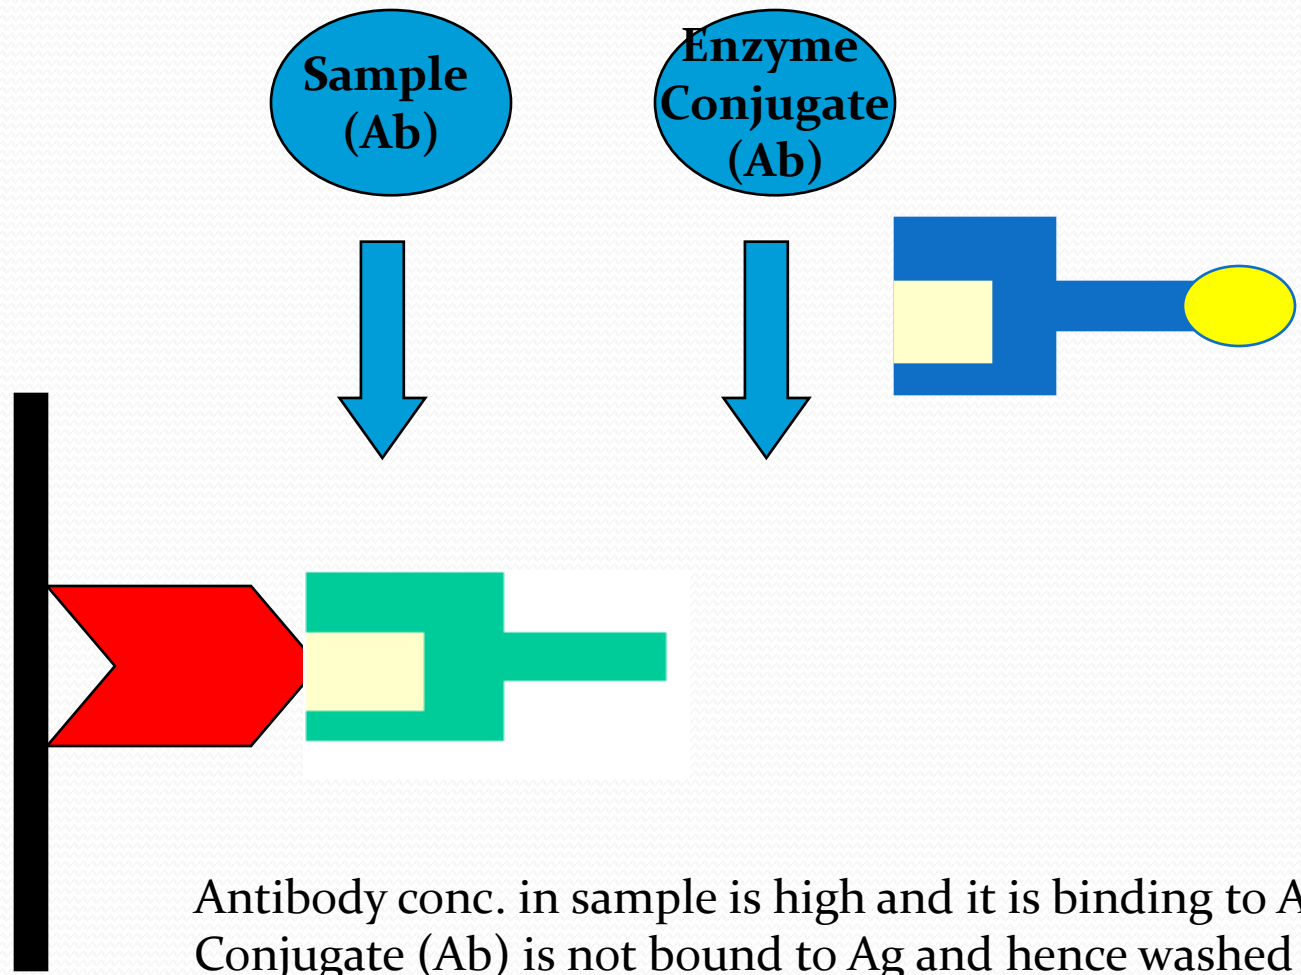 Sample
(Ab)
Enzyme
Conjugate
(Ab)
Antibody conc. in sample is high and it is binding to
Conjugate (Ab) is not bound to Ag and hence washed